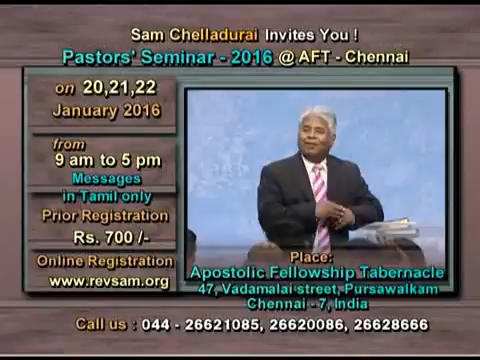 Sam Chelladurai Invites You !
Pastors' Seminar - 2016 @ AFT - Chennai
on 20,21,22
January 2016
from
9 am to 5 pm
Messages
in Tamil only
Prior Registration
Rs. 700 /-
Online Registration
www.revsam.org
Place:
Apostolic Fellowship Tabernacle
47, Vadamalai street, Pursawalkam
Chennai - 7, India
Call us : 044 - 26621085, 26620086, 26628666